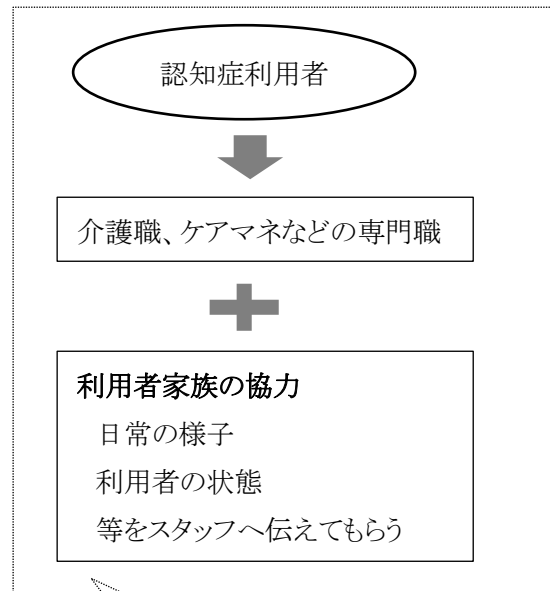 認知症利用者
介護職、ケアマネなどの専門職
利用者家族の協力
日常の様子
利用者の状態
等をスタッフへ伝えてもらう